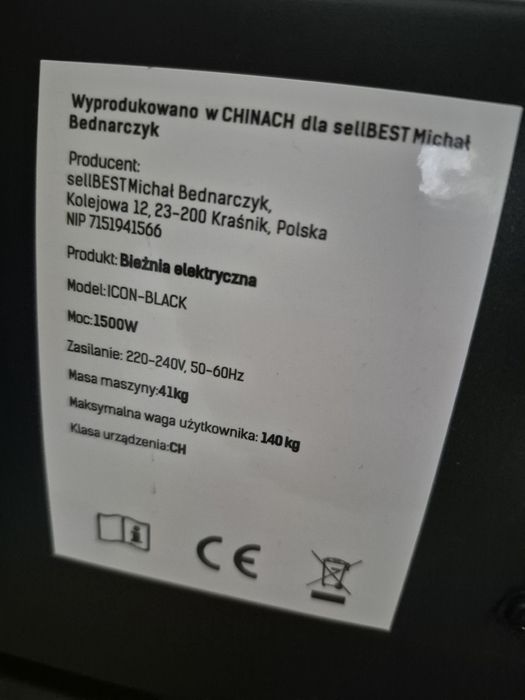 Wyprodukowano w CHINACH dla sellBEST Michał
Bednarczyk
Producent:
sellBEST Michał Bednarczyk,
Kolejowa 12, 23-200 Kraśnik, Polska
NIP 7151941566
Produkt: Bieżnia elektryczna
Model:ICON-BLACK
Moc:1500W
Zasilanie: 220-240V, 50-60Hz
Masa maszyny:41kg
Maksymalna waga użytkownika: 140 kg
Klasa urządzenia:CH
i
CE